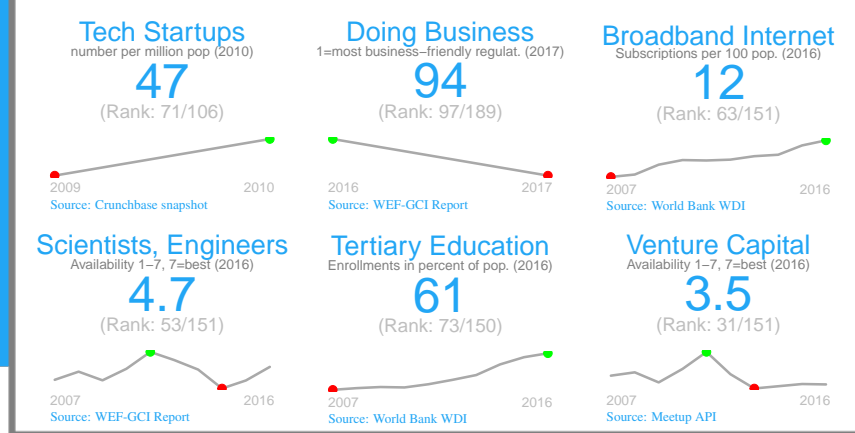 Tech Startups
number per million pop (2010)
47
(Rank: 71/106)
2009 2010
Source: Crunchbase snapshot
Doing Business
1=most business−friendly regulat. (2017)
94
(Rank: 97/189)
2016 2017
Source: WEF-GCI Report
Broadband Internet
Subscriptions per 100 pop. (2016)
12
(Rank: 63/151)
2007 2016
Source: World Bank WDI
Scientists, Engineers
Availability 1−7, 7=best (2016)
4.7
(Rank: 53/151)
2007 2016
Source: WEF-GCI Report
Tertiary Education
Enrollments in percent of pop. (2016)
61
(Rank: 73/150)
2007 2016
Source: World Bank WDI
Venture Capital
Availability 1−7, 7=best (2016)
3.5
(Rank: 31/151)
2007 2016
Source: Meetup API